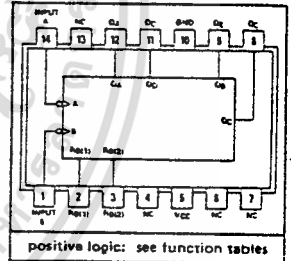 INPUT A NC QA QD GND QB QC
14 13 12 11 10 9 8
QA QD QB
A
QC
B
R0(1) R0(2)
1 2 3 4 5 6 7
INPUT B R0(1) R0(2) NC VCC NC NC
positive logic: see function tables